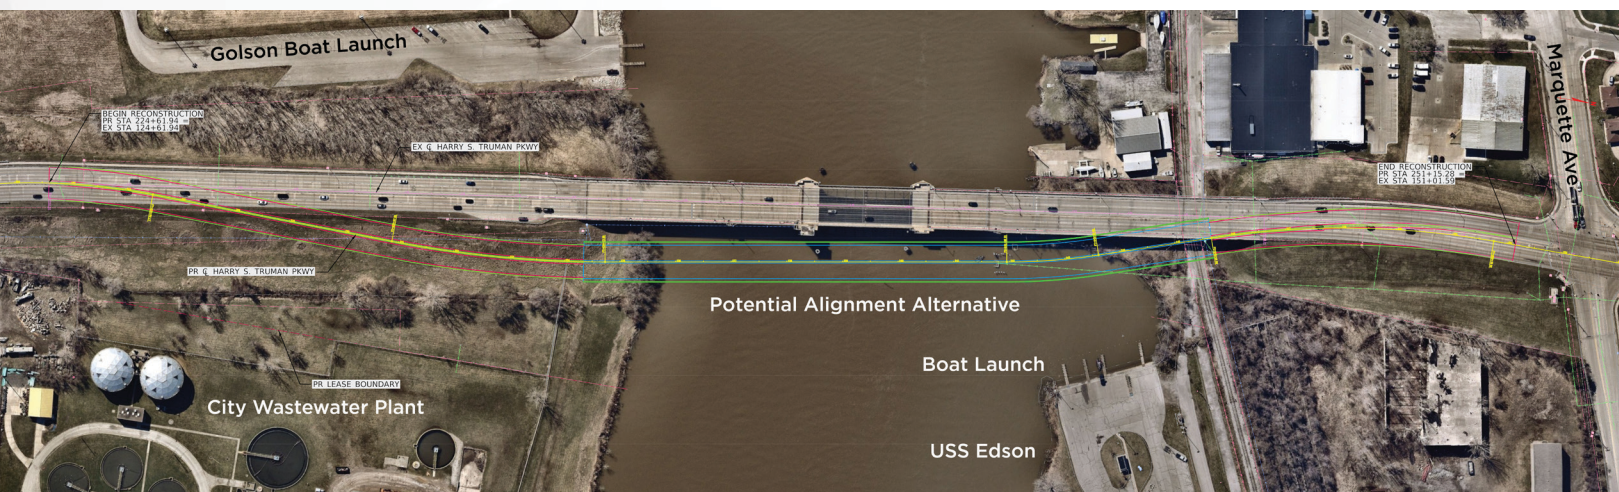 Golson Boat Launch
Marquette Ave
BEGIN RECONSTRUCTION
PR STA 224+61.94 =
EX STA 124+61.94
EX ℄ HARRY S. TRUMAN PKWY
END RECONSTRUCTION
PR STA 251+15.28 =
EX STA 151+01.59
PR ℄ HARRY S. TRUMAN PKWY
Potential Alignment Alternative
Boat Launch
PR LEASE BOUNDARY
City Wastewater Plant
USS Edson